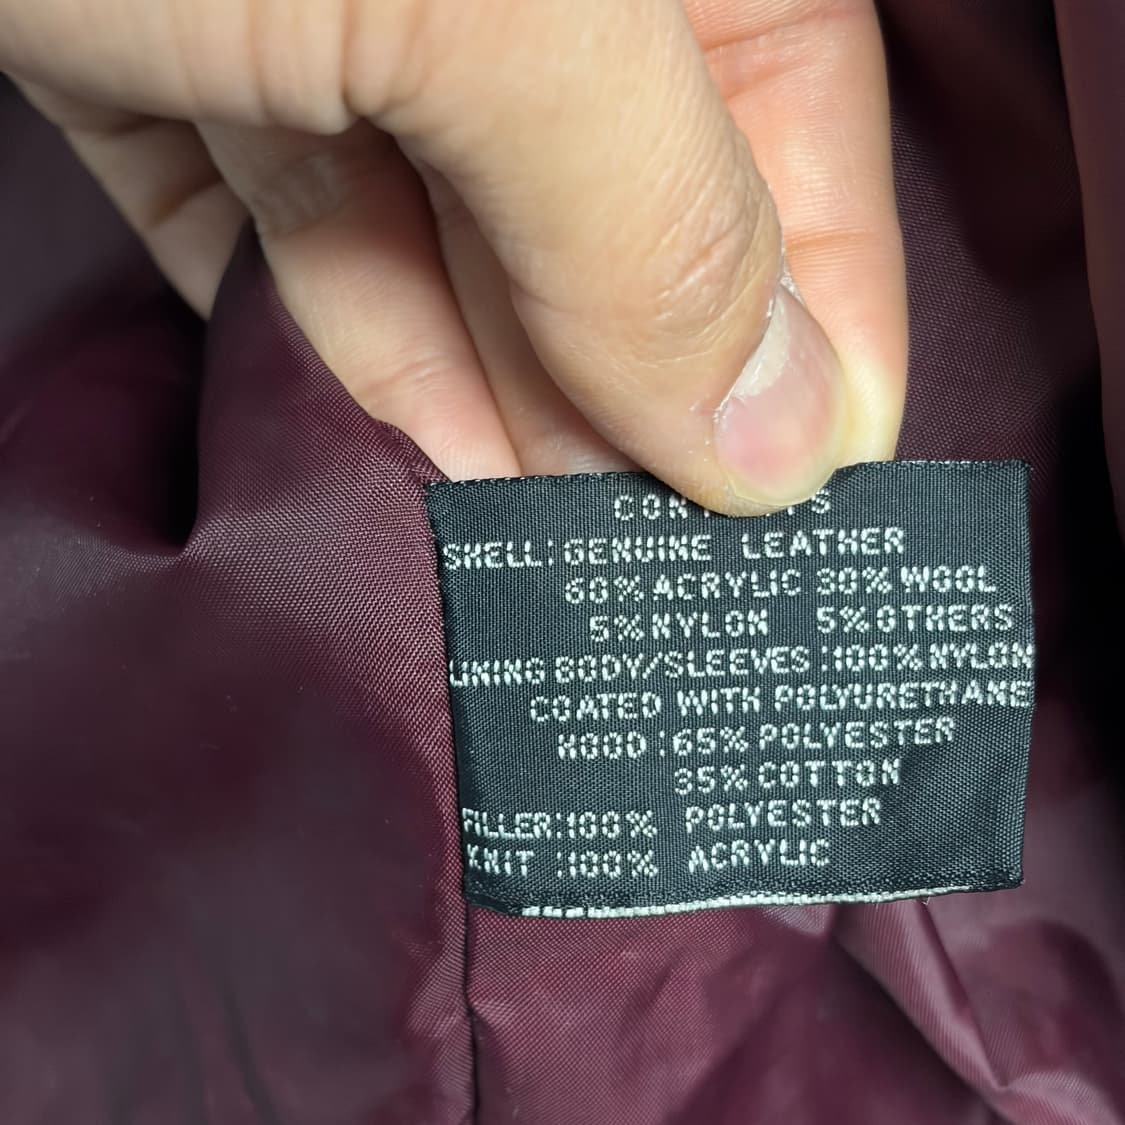 SHELL: GENUINE LEATHER
60% ACRYLIC 30% WOOL
5% NYLON 5% OTHERS
LINING BODY/SLEEVES: 100% NYLON
COATED WITH POLYURETHANE
HOOD: 65% POLYESTER
35% COTTON
FILLER: 100% POLYESTER
KNIT: 100% ACRYLIC